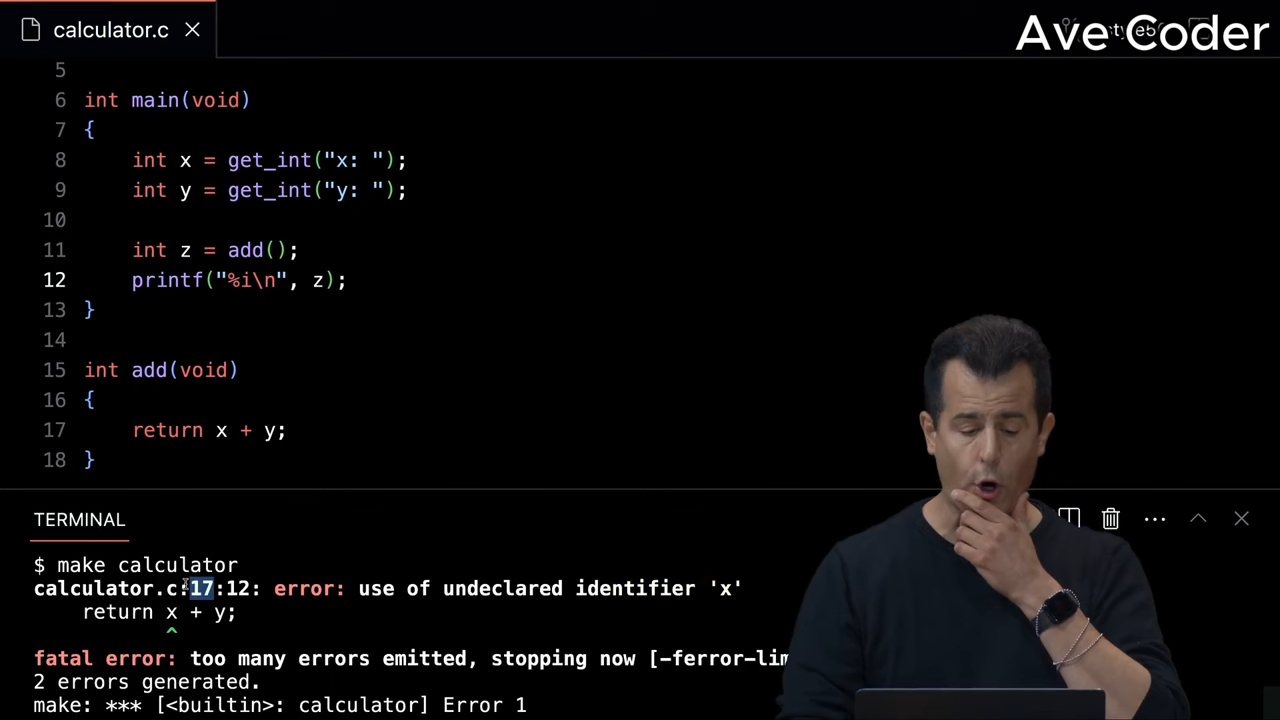 calculator.c
Ave Coder
5
6 int main(void)
7 {
8 int x = get_int("x: ");
9 int y = get_int("y: ");
10
11 int z = add();
12 printf("%i\n", z);
13 }
14
15 int add(void)
16 {
17 return x + y;
18 }
TERMINAL
$ make calculator
calculator.c:17:12: error: use of undeclared identifier 'x'
return x + y;
^
fatal error: too many errors emitted, stopping now [-ferror-lim
2 errors generated.
make: *** [<builtin>: calculator] Error 1